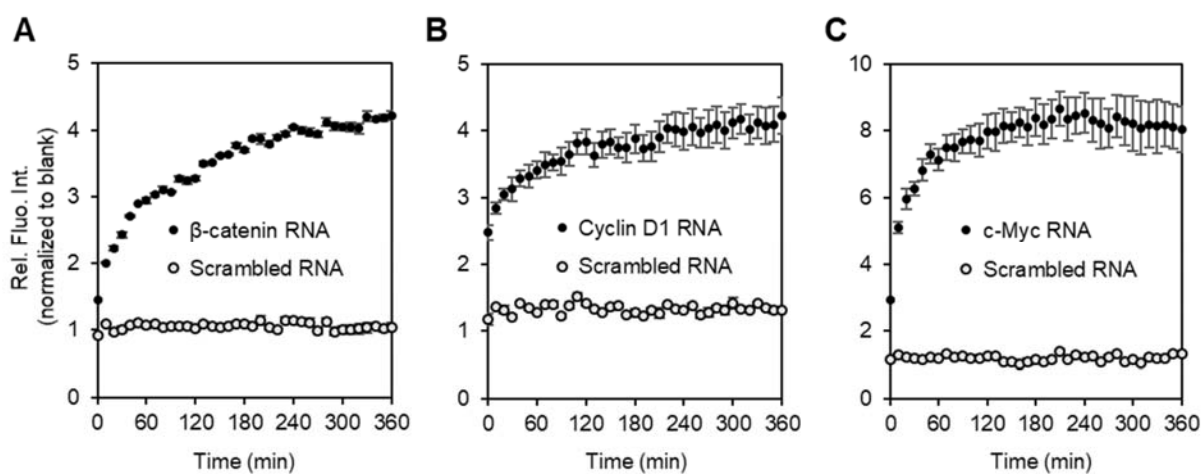 A
B
C
Rel. Fluo. Int.
(normalized to blank)
5
4
3
2
1
0
β-catenin RNA
Scrambled RNA
0 60 120 180 240 300 360
Time (min)
5
4
3
2
1
0
Cyclin D1 RNA
Scrambled RNA
0 60 120 180 240 300 360
Time (min)
10
8
6
4
2
0
c-Myc RNA
Scrambled RNA
0 60 120 180 240 300 360
Time (min)